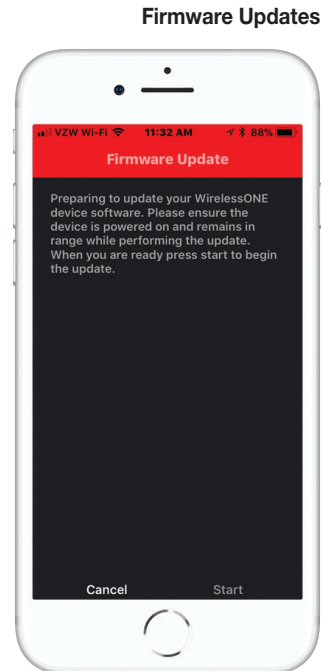 Firmware Updates
VZW Wi-Fi 11:32 AM 88%
Firmware Update
Preparing to update your WirelessONE
device software. Please ensure the
device is powered on and remains in
range while performing the update.
When you are ready press start to begin
the update.
Cancel Start